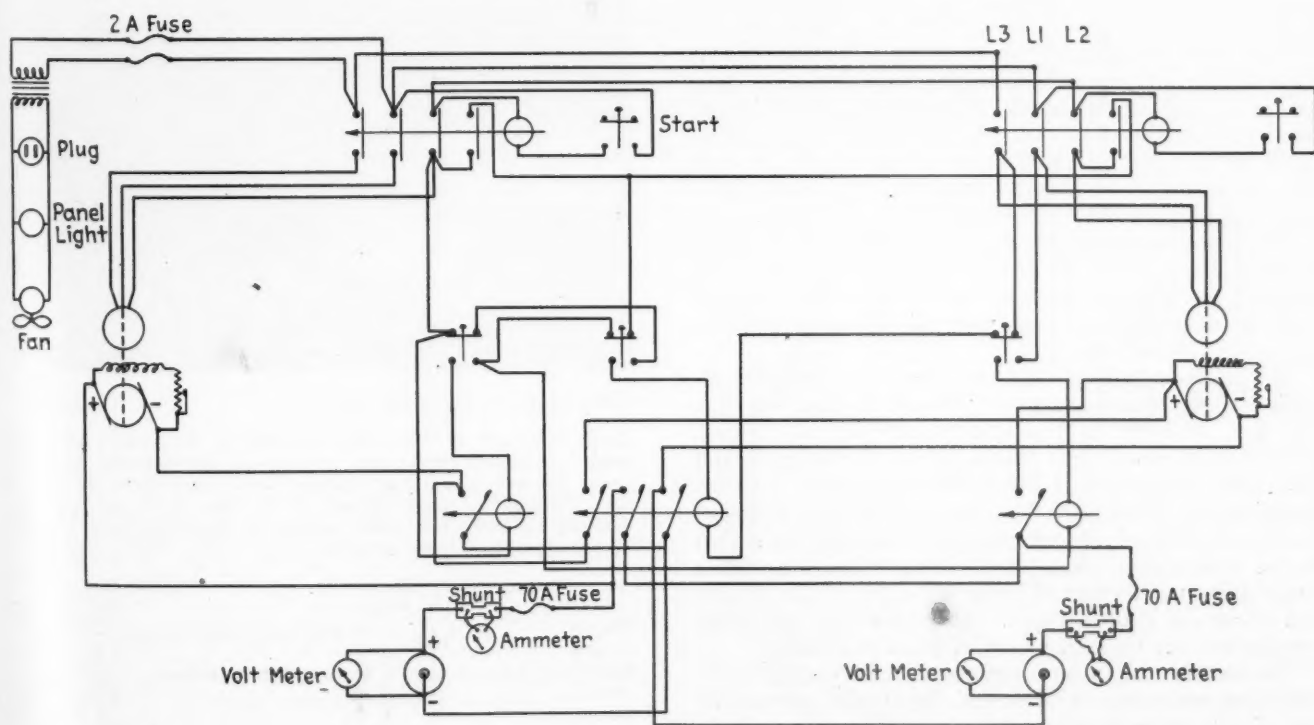 2 A Fuse
L3 L1 L2
Start
Plug
Panel
Light
Fan
+ -
+ -
Shunt 70 A Fuse
Ammeter
+
Volt Meter
-
Shunt 70 A Fuse
+
Volt Meter Ammeter
-